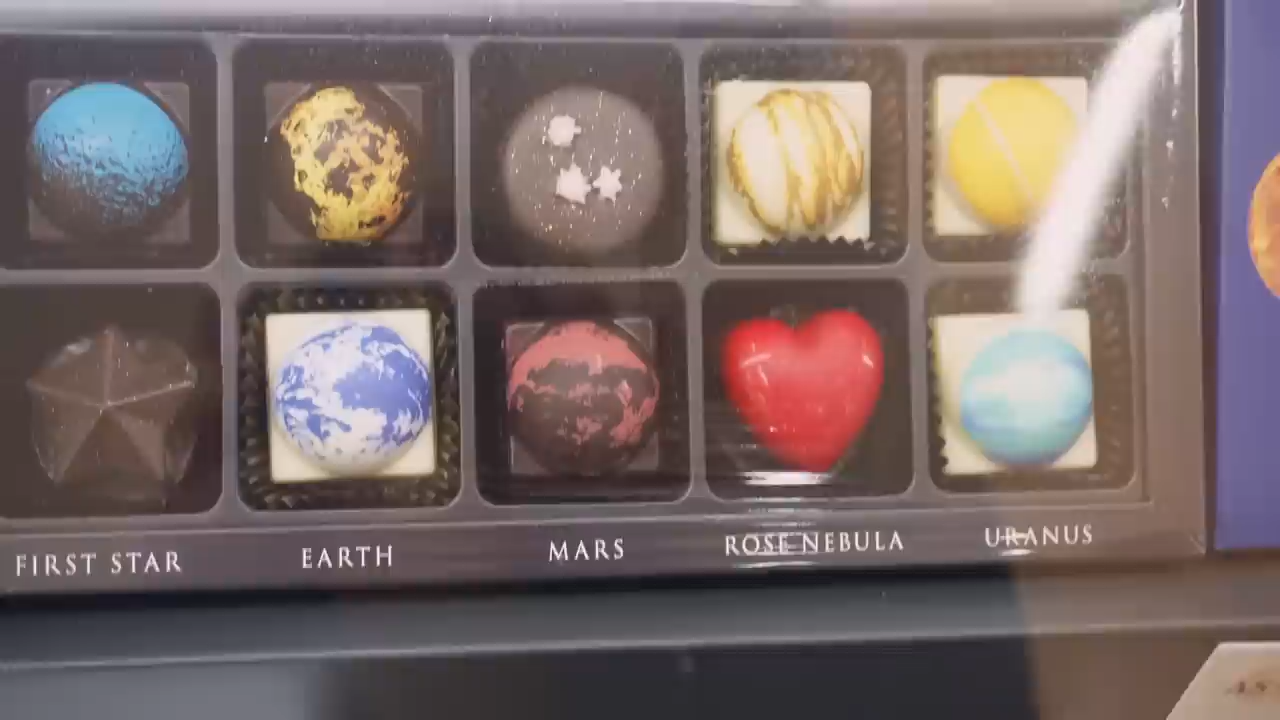 FIRST STAR
EARTH
MARS
ROSE NEBULA
URANUS